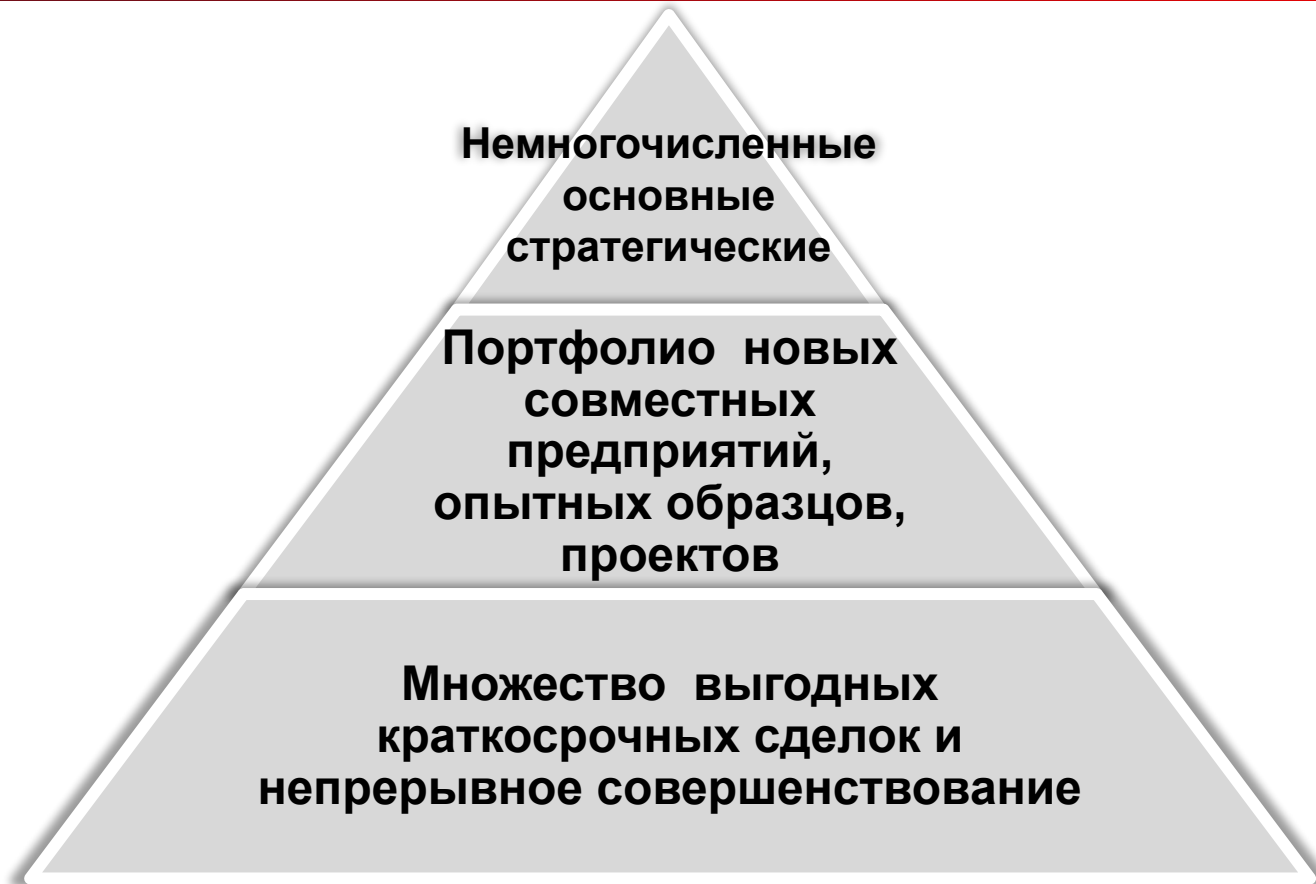 Немногочисленные
основные
стратегические
Портфолио  новых
совместных
предприятий,
опытных образцов,
проектов
Множество  выгодных
краткосрочных сделок и
непрерывное совершенствование